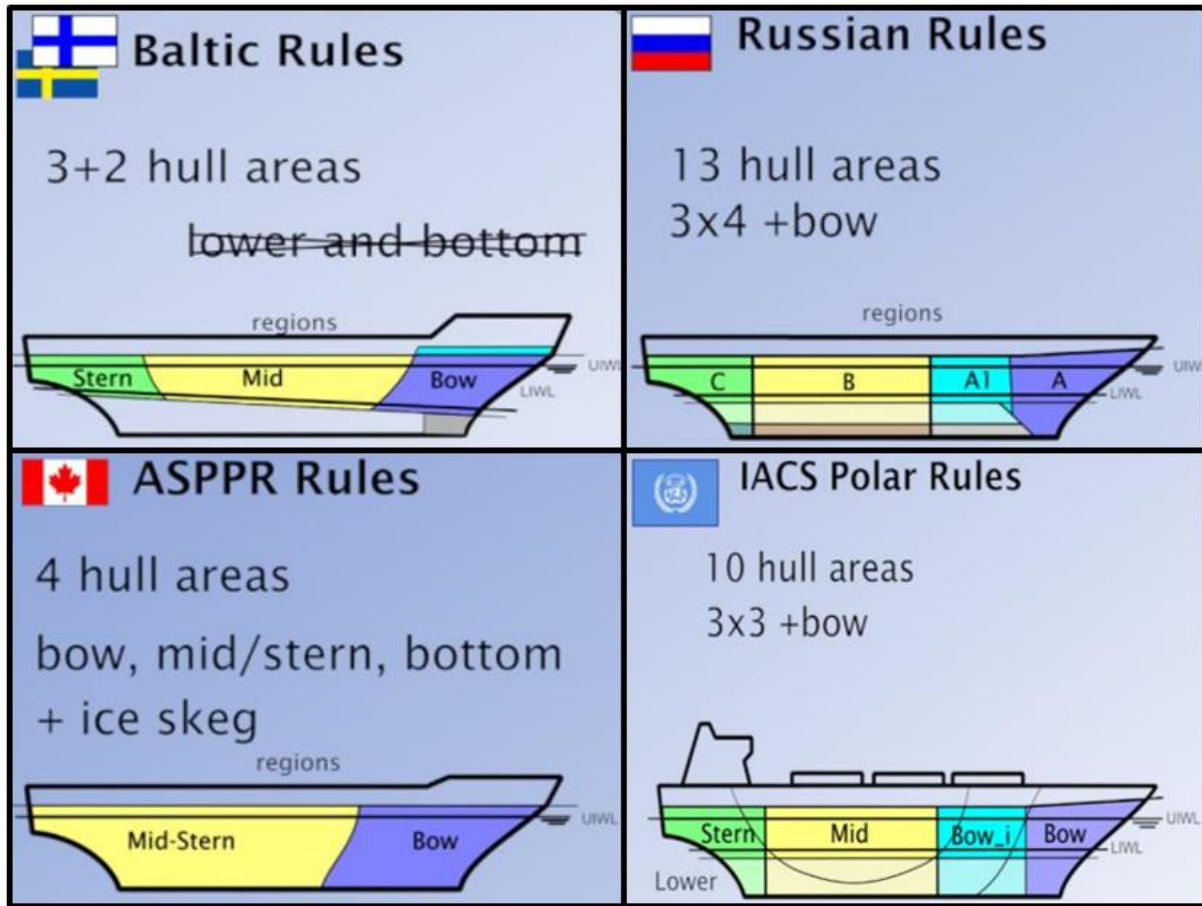 Baltic Rules
3+2 hull areas
lower and bottom
regions
Stern Mid Bow
UIWL
LIWL
Russian Rules
13 hull areas
3x4 +bow
regions
C B A1 A
UIWL
LIWL
ASPPR Rules
4 hull areas
bow, mid/stern, bottom
+ ice skeg
regions
Mid-Stern Bow
UIWL
IACS Polar Rules
10 hull areas
3x3 +bow
Stern Mid Bow_i Bow
UIWL
LIWL
Lower